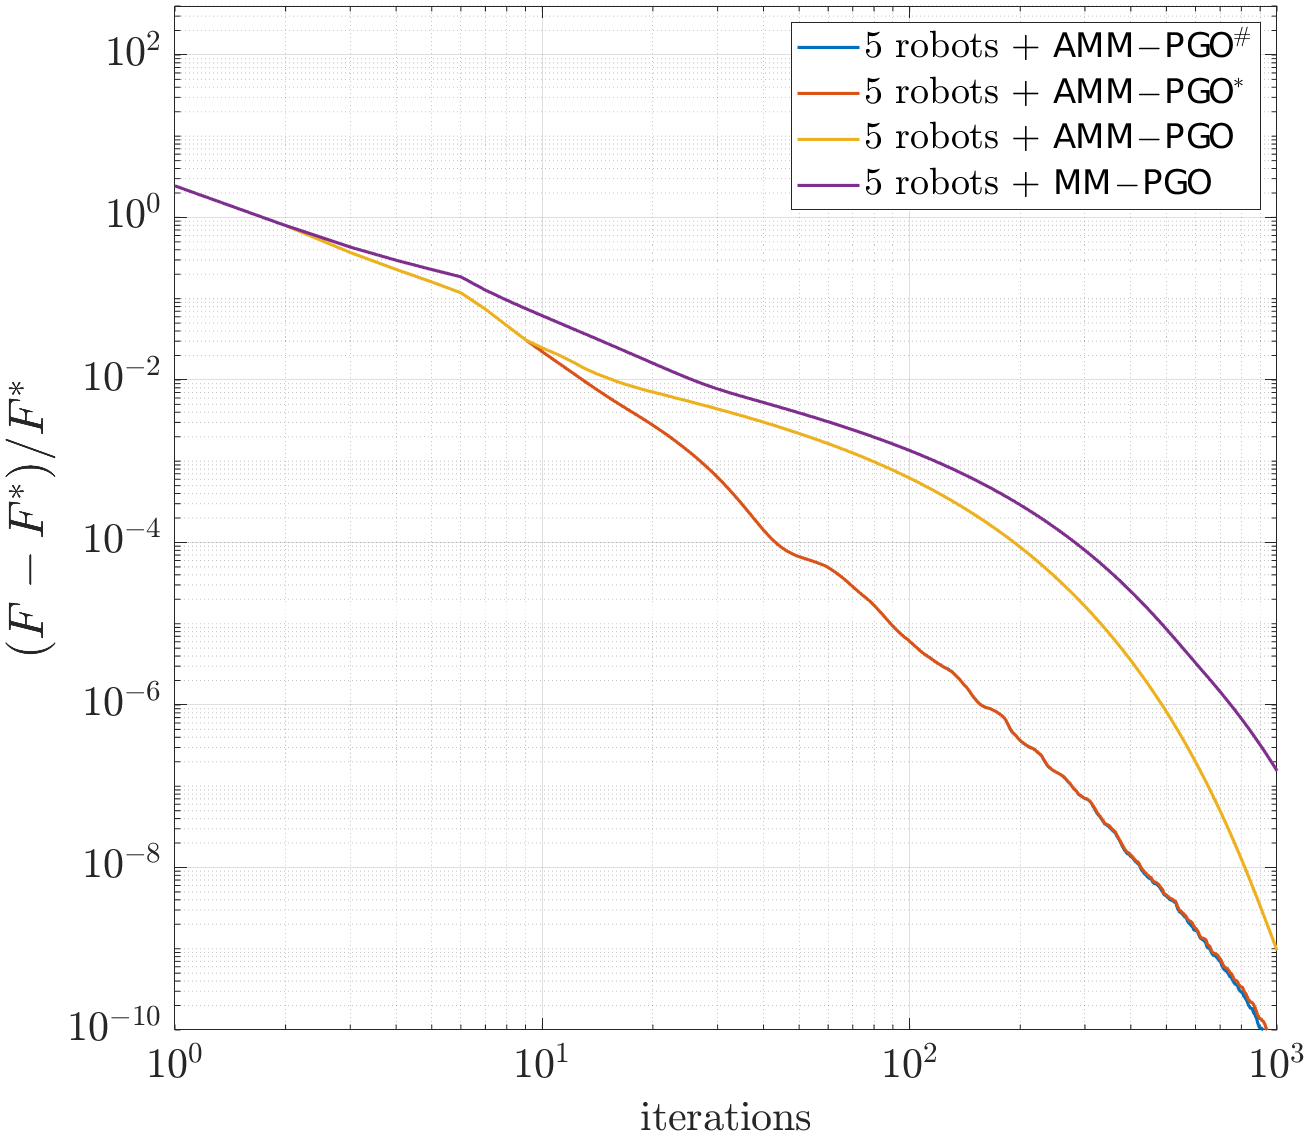 5 robots + AMM−PGO^#
5 robots + AMM−PGO^*
5 robots + AMM−PGO
5 robots + MM−PGO
10^2
10^0
10^−2
10^−4
10^−6
10^−8
10^−10
(F − F^*)/F^*
10^0 10^1 10^2 10^3
iterations